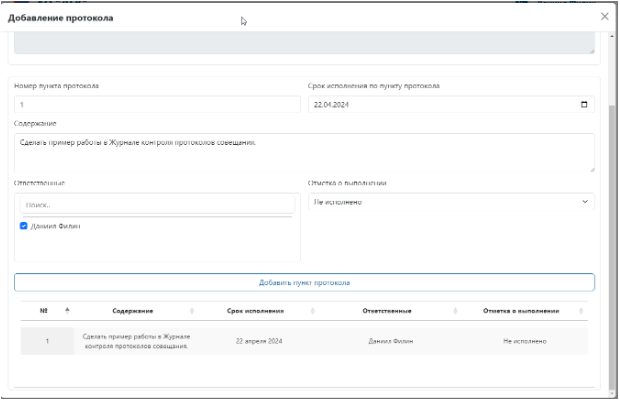 Добавление протокола
Номер пункта протокола
Срок исполнения по пункту протокола
1
22.04.2024
Содержание
Сделать пример работы в Журнале контроля протоколов совещания.
Ответственные
Отметка о выполнении
Поиск..
Не исполнено
Даниил Филин
Добавить пункт протокола
№ Содержание Срок исполнения Ответственные Отметка о выполнении
1 Сделать пример работы в Журнале контроля протоколов совещания. 22 апреля 2024 Даниил Филин Не исполнено